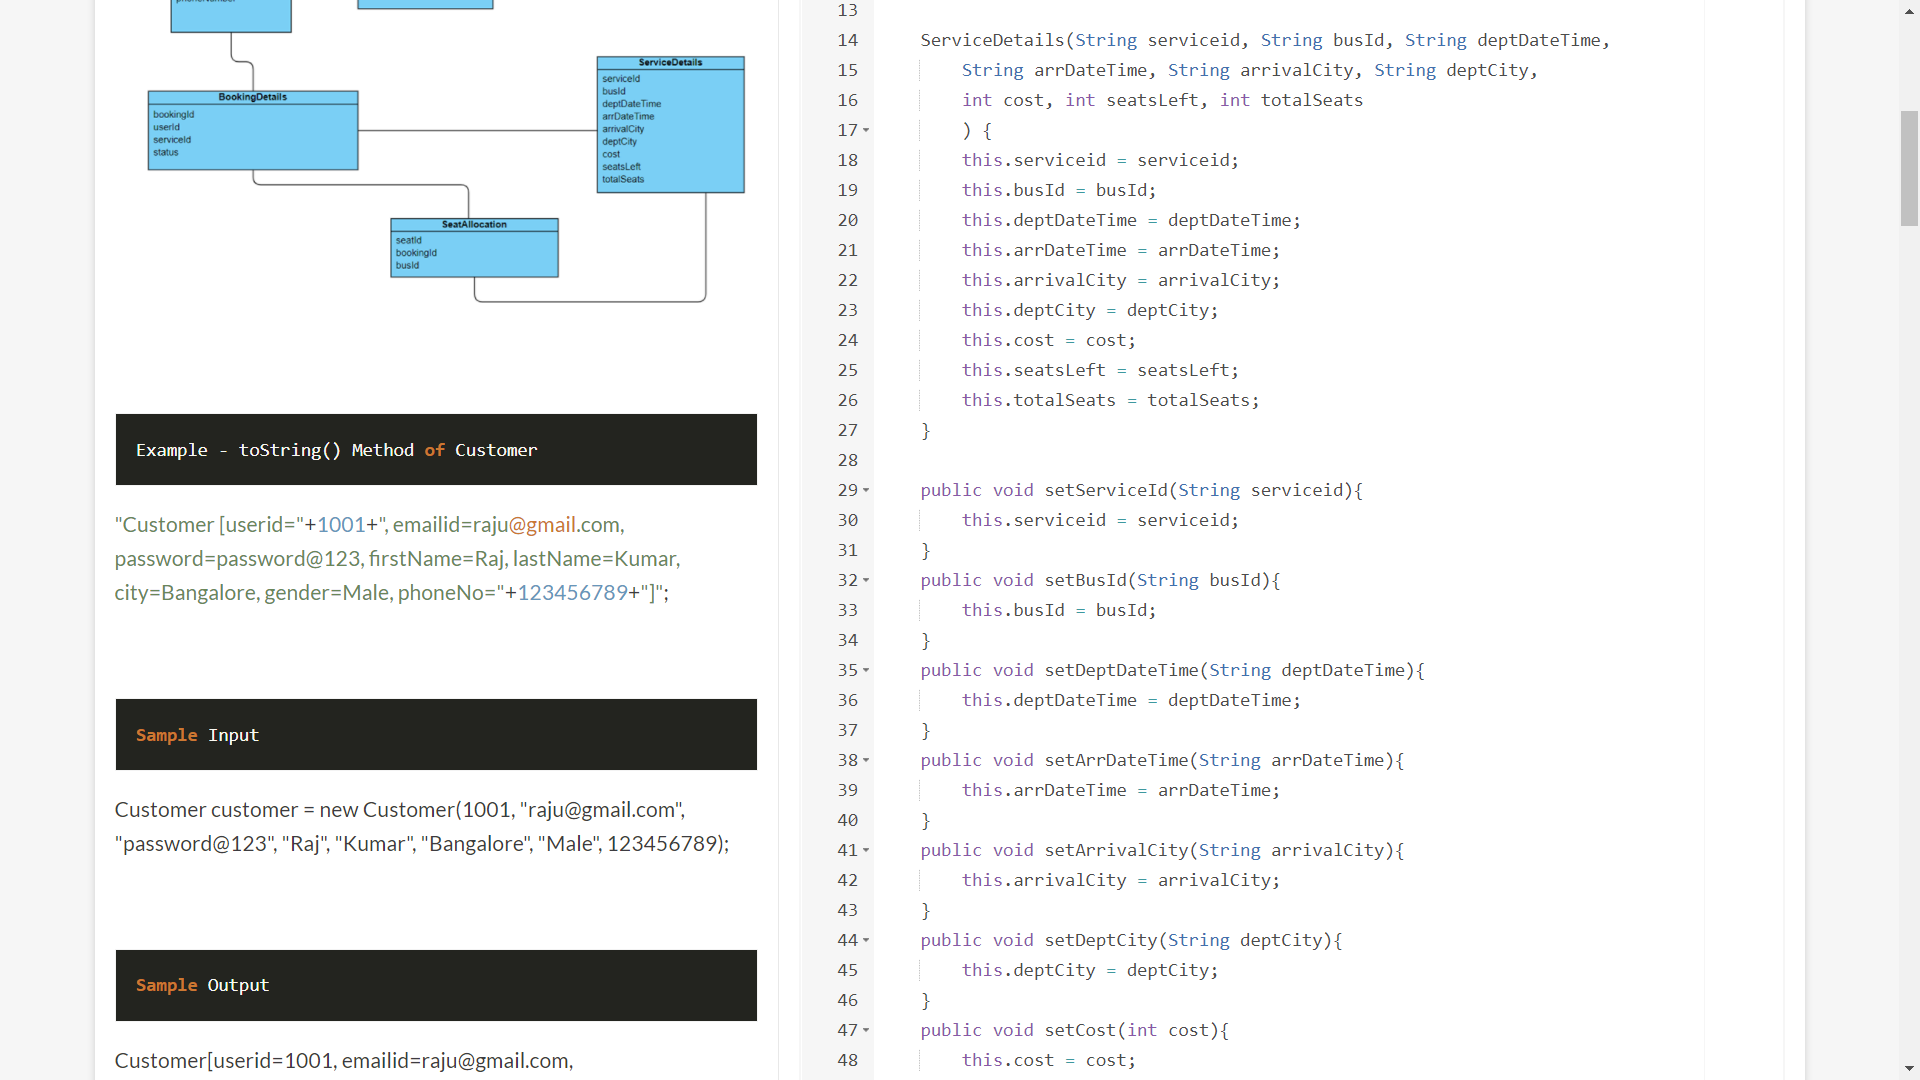 BookingDetails
bookingId
userId
serviceId
status
ServiceDetails
serviceId
busId
deptDateTime
arrDateTime
arrivalCity
deptCity
cost
seatsLeft
totalSeats
SeatAllocation
seatId
bookingId
busId
Example - toString() Method of Customer
"Customer [userid="+1001+", emailid=raju@gmail.com,
password=password@123, firstName=Raj, lastName=Kumar,
city=Bangalore, gender=Male, phoneNo="+123456789+"]";
Sample Input
Customer customer = new Customer(1001, "raju@gmail.com",
"password@123", "Raj", "Kumar", "Bangalore", "Male", 123456789);
Sample Output
Customer[userid=1001, emailid=raju@gmail.com,
13
14 ServiceDetails(String serviceid, String busId, String deptDateTime,
15 String arrDateTime, String arrivalCity, String deptCity,
16 int cost, int seatsLeft, int totalSeats
17 ) {
18 this.serviceid = serviceid;
19 this.busId = busId;
20 this.deptDateTime = deptDateTime;
21 this.arrDateTime = arrDateTime;
22 this.arrivalCity = arrivalCity;
23 this.deptCity = deptCity;
24 this.cost = cost;
25 this.seatsLeft = seatsLeft;
26 this.totalSeats = totalSeats;
27 }
28
29 public void setServiceId(String serviceid){
30 this.serviceid = serviceid;
31 }
32 public void setBusId(String busId){
33 this.busId = busId;
34 }
35 public void setDeptDateTime(String deptDateTime){
36 this.deptDateTime = deptDateTime;
37 }
38 public void setArrDateTime(String arrDateTime){
39 this.arrDateTime = arrDateTime;
40 }
41 public void setArrivalCity(String arrivalCity){
42 this.arrivalCity = arrivalCity;
43 }
44 public void setDeptCity(String deptCity){
45 this.deptCity = deptCity;
46 }
47 public void setCost(int cost){
48 this.cost = cost;